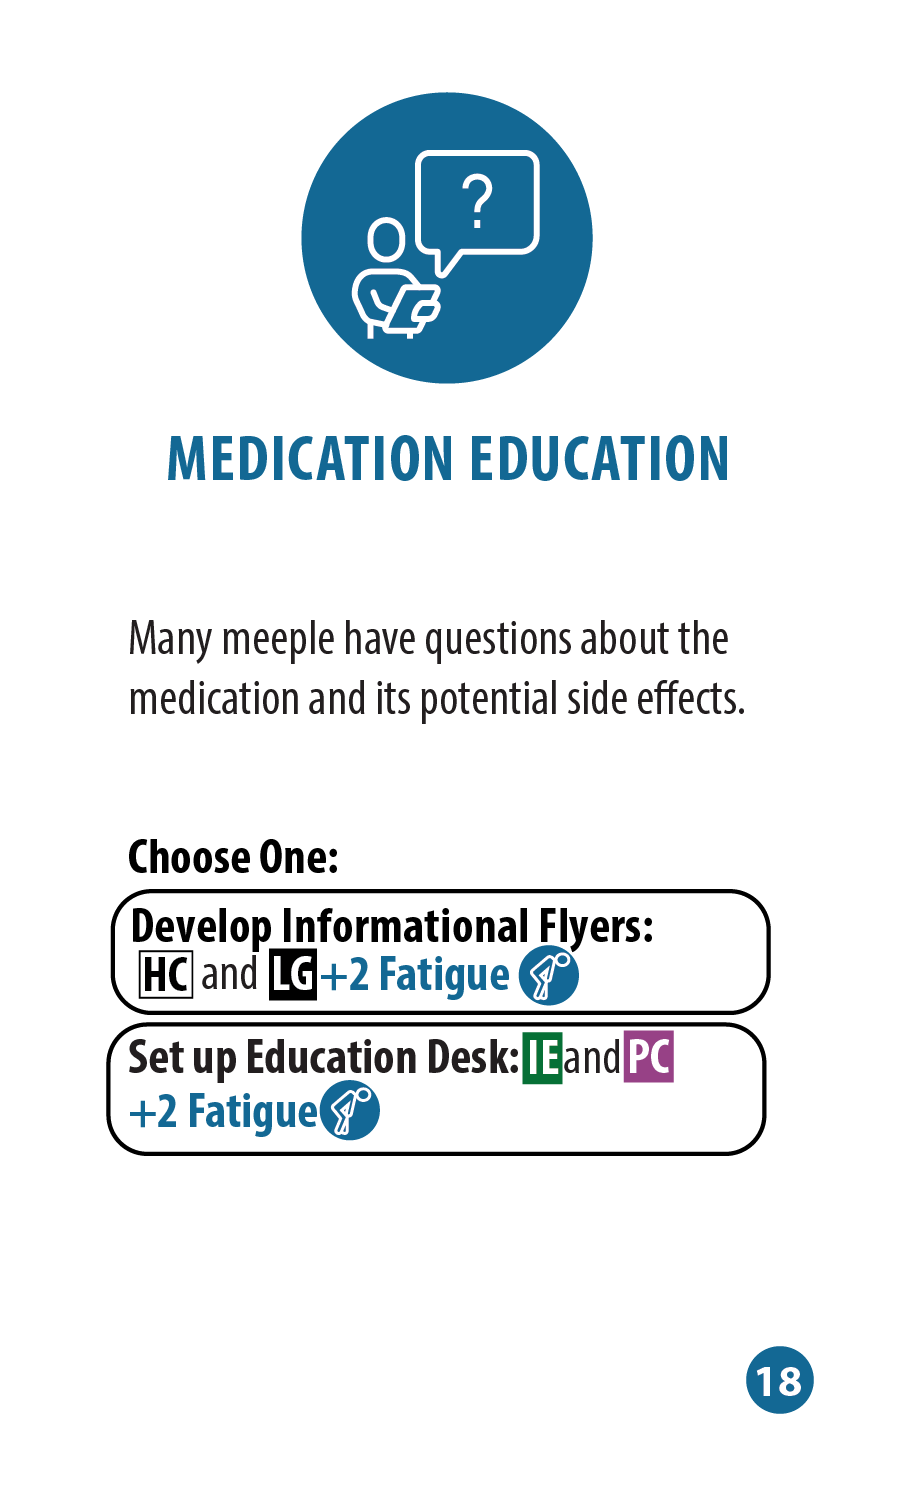 ?
MEDICATION EDUCATION
Many meeple have questions about the
medication and its potential side effects.
Choose One:
Develop Informational Flyers:
HC and LG +2 Fatigue
Set up Education Desk: IE and PC
+2 Fatigue
18